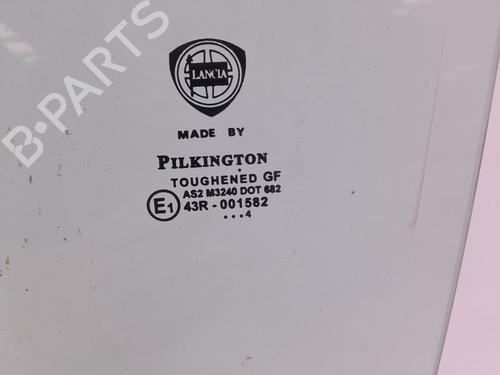 B-PARTS
LANCIA
MADE BY
PILKINGTON
TOUGHENED GF
AS2 M3240 DOT 682
E1 43R-001582
...4